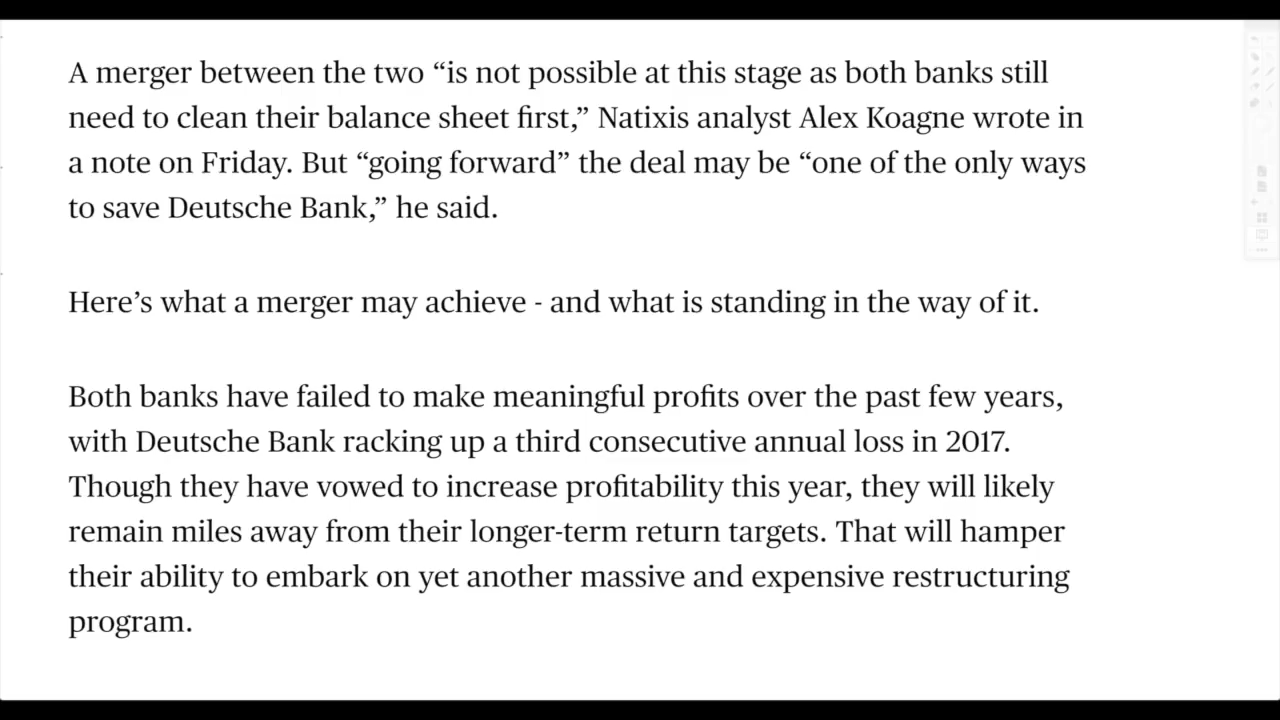 A merger between the two “is not possible at this stage as both banks still
need to clean their balance sheet first,” Natixis analyst Alex Koagne wrote in
a note on Friday. But “going forward” the deal may be “one of the only ways
to save Deutsche Bank,” he said.
Here’s what a merger may achieve - and what is standing in the way of it.
Both banks have failed to make meaningful profits over the past few years,
with Deutsche Bank racking up a third consecutive annual loss in 2017.
Though they have vowed to increase profitability this year, they will likely
remain miles away from their longer-term return targets. That will hamper
their ability to embark on yet another massive and expensive restructuring
program.